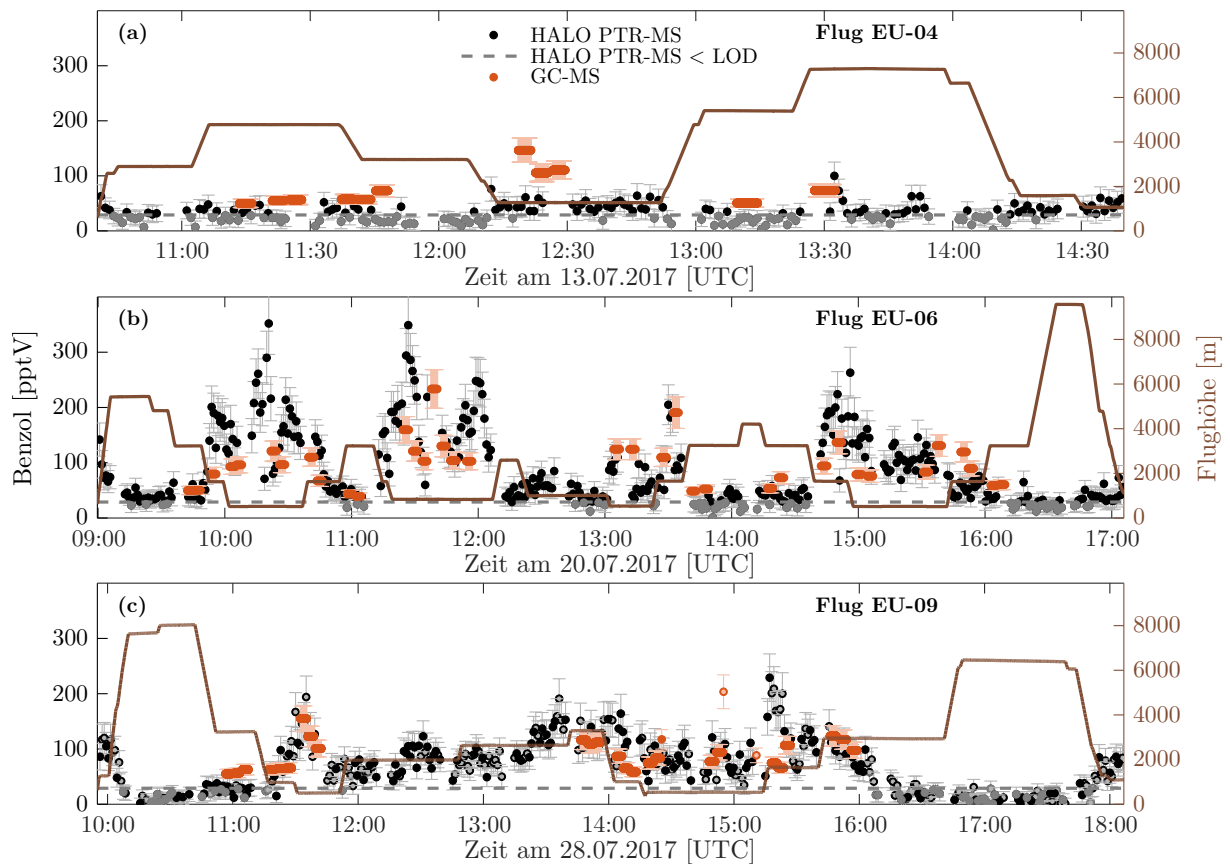 (a)
HALO PTR-MS
HALO PTR-MS < LOD
GC-MS
Flug EU-04
300
200
100
0
8000
6000
4000
2000
0
11:00 11:30 12:00 12:30 13:00 13:30 14:00 14:30
Zeit am 13.07.2017 [UTC]
(b)
Flug EU-06
Benzol [pptV]
Flughöhe [m]
300
200
100
0
8000
6000
4000
2000
0
09:00 10:00 11:00 12:00 13:00 14:00 15:00 16:00 17:00
Zeit am 20.07.2017 [UTC]
(c)
Flug EU-09
300
200
100
0
8000
6000
4000
2000
0
10:00 11:00 12:00 13:00 14:00 15:00 16:00 17:00 18:00
Zeit am 28.07.2017 [UTC]